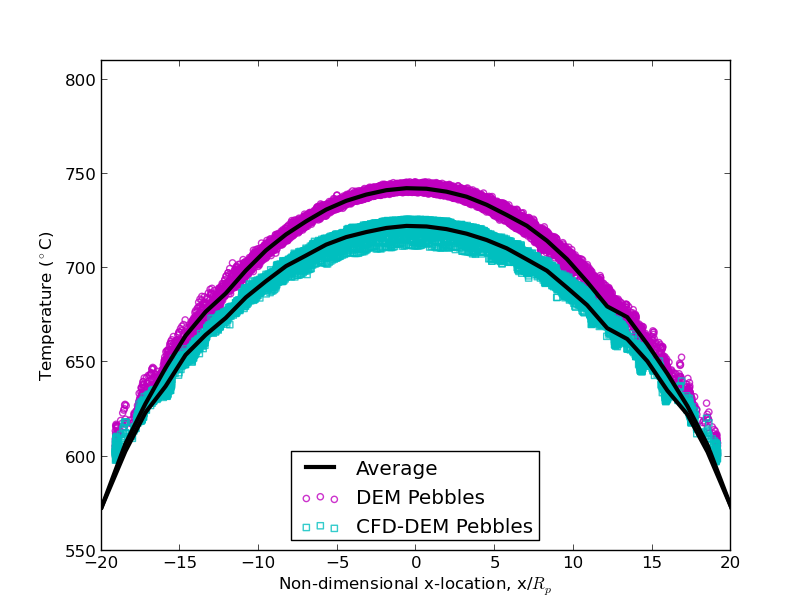 800
750
700
650
600
550
Temperature (°C)
Average
DEM Pebbles
CFD-DEM Pebbles
−20 −15 −10 −5 0 5 10 15 20
Non-dimensional x-location, x/Rp